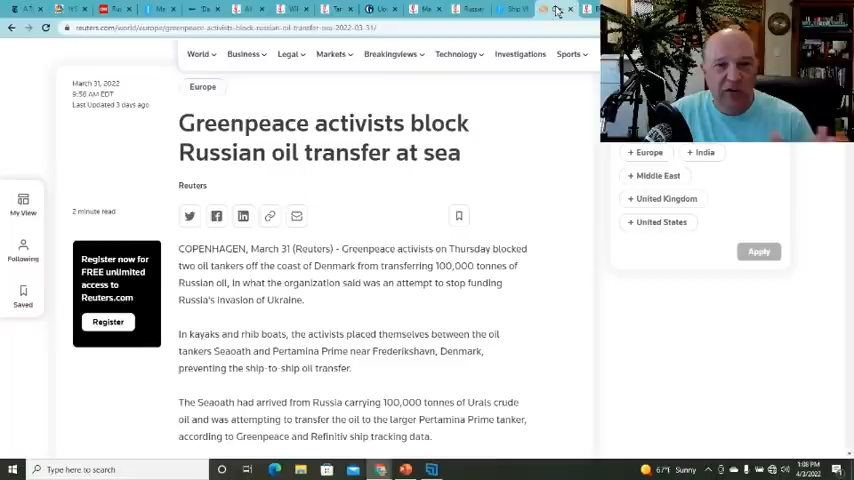 reuters.com/world/europe/greenpeace-activists-block-russian-oil-transfer-sea-2022-03-31/
World
Business
Legal
Markets
Breakingviews
Technology
Investigations
Sports
March 31, 2022
9:58 AM EDT
Last Updated 3 days ago
Europe
Greenpeace activists block
Russian oil transfer at sea
Reuters
2 minute read
My View
Following
Saved
Register now for
FREE unlimited
access to
Reuters.com
Register
COPENHAGEN, March 31 (Reuters) - Greenpeace activists on Thursday blocked
two oil tankers off the coast of Denmark from transferring 100,000 tonnes of
Russian oil, in what the organization said was an attempt to stop funding
Russia's invasion of Ukraine.
In kayaks and rhib boats, the activists placed themselves between the oil
tankers Seaoath and Pertamina Prime near Frederikshavn, Denmark,
preventing the ship-to-ship oil transfer.
The Seaoath had arrived from Russia carrying 100,000 tonnes of Urals crude
oil and was attempting to transfer the oil to the larger Pertamina Prime tanker,
according to Greenpeace and Refinitiv ship tracking data.
+ Europe
+ India
+ Middle East
+ United Kingdom
+ United States
Apply
Type here to search
67°F Sunny
1:08 PM
4/3/2022